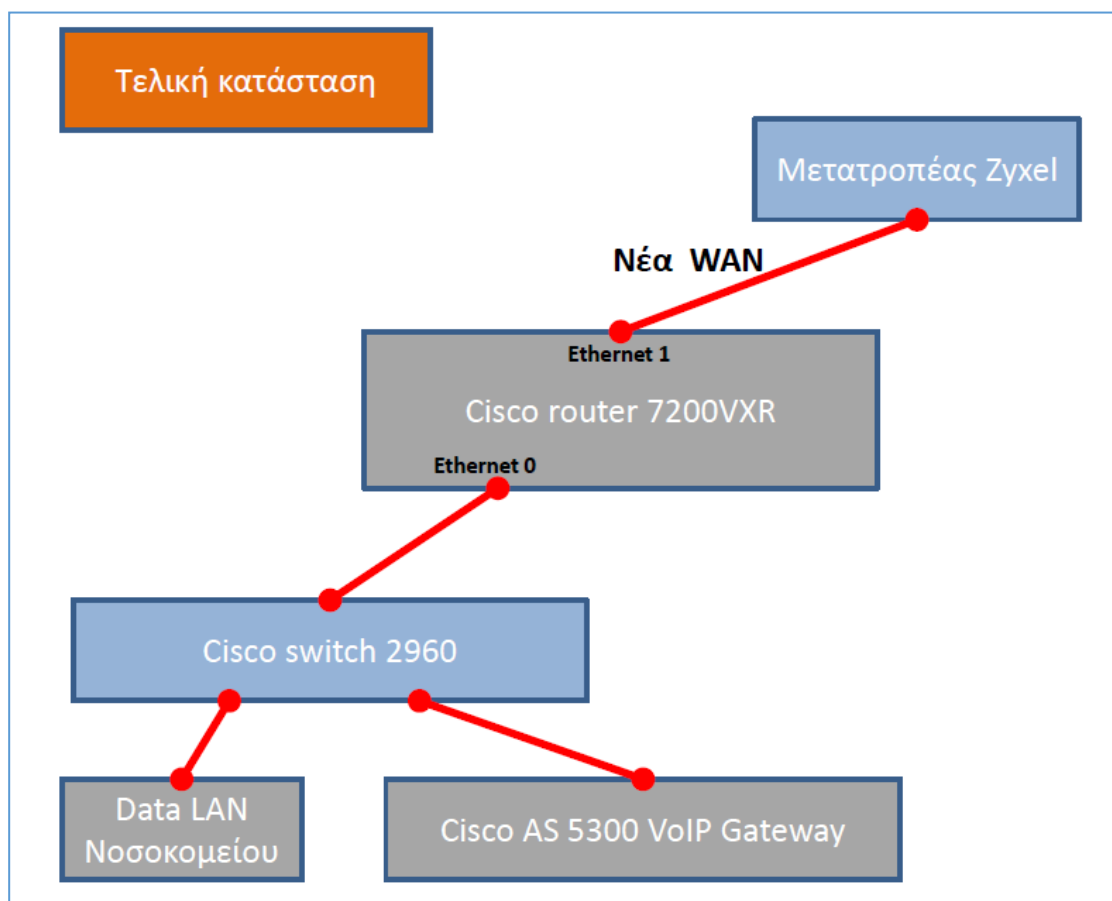 Τελική κατάσταση
Μετατροπέας Zyxel
Νέα WAN
Ethernet 1
Cisco router 7200VXR
Ethernet 0
Cisco switch 2960
Data LAN
Νοσοκομείου
Cisco AS 5300 VoIP Gateway